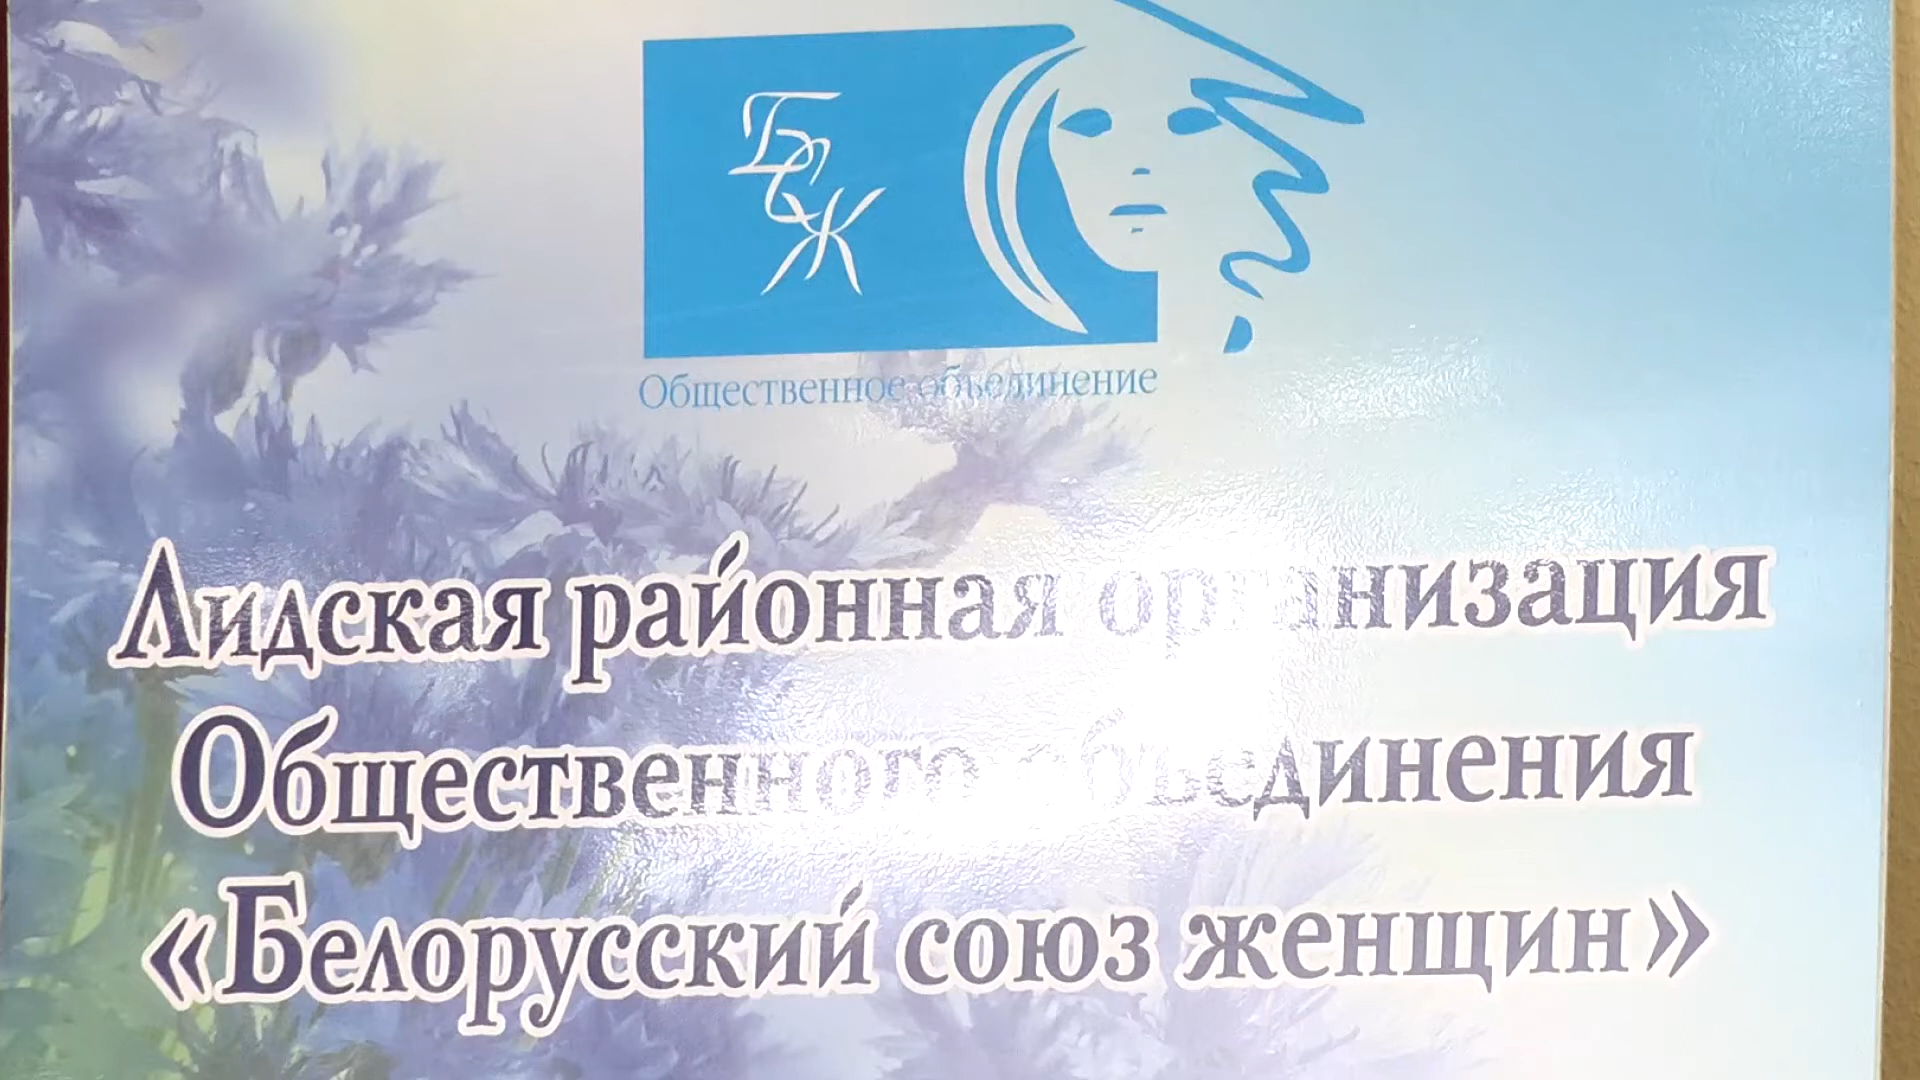 БСЖ
Общественное объединение
Лидская районная организация
Общественного объединения
«Белорусский союз женщин»